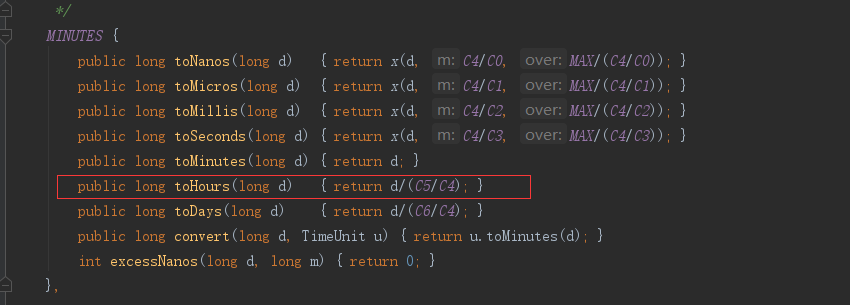 */
MINUTES {
public long toNanos(long d) { return x(d, m: C4/C0, over: MAX/(C4/C0)); }
public long toMicros(long d) { return x(d, m: C4/C1, over: MAX/(C4/C1)); }
public long toMillis(long d) { return x(d, m: C4/C2, over: MAX/(C4/C2)); }
public long toSeconds(long d) { return x(d, m: C4/C3, over: MAX/(C4/C3)); }
public long toMinutes(long d) { return d; }
public long toHours(long d) { return d/(C5/C4); }
public long toDays(long d) { return d/(C6/C4); }
public long convert(long d, TimeUnit u) { return u.toMinutes(d); }
int excessNanos(long d, long m) { return 0; }
},